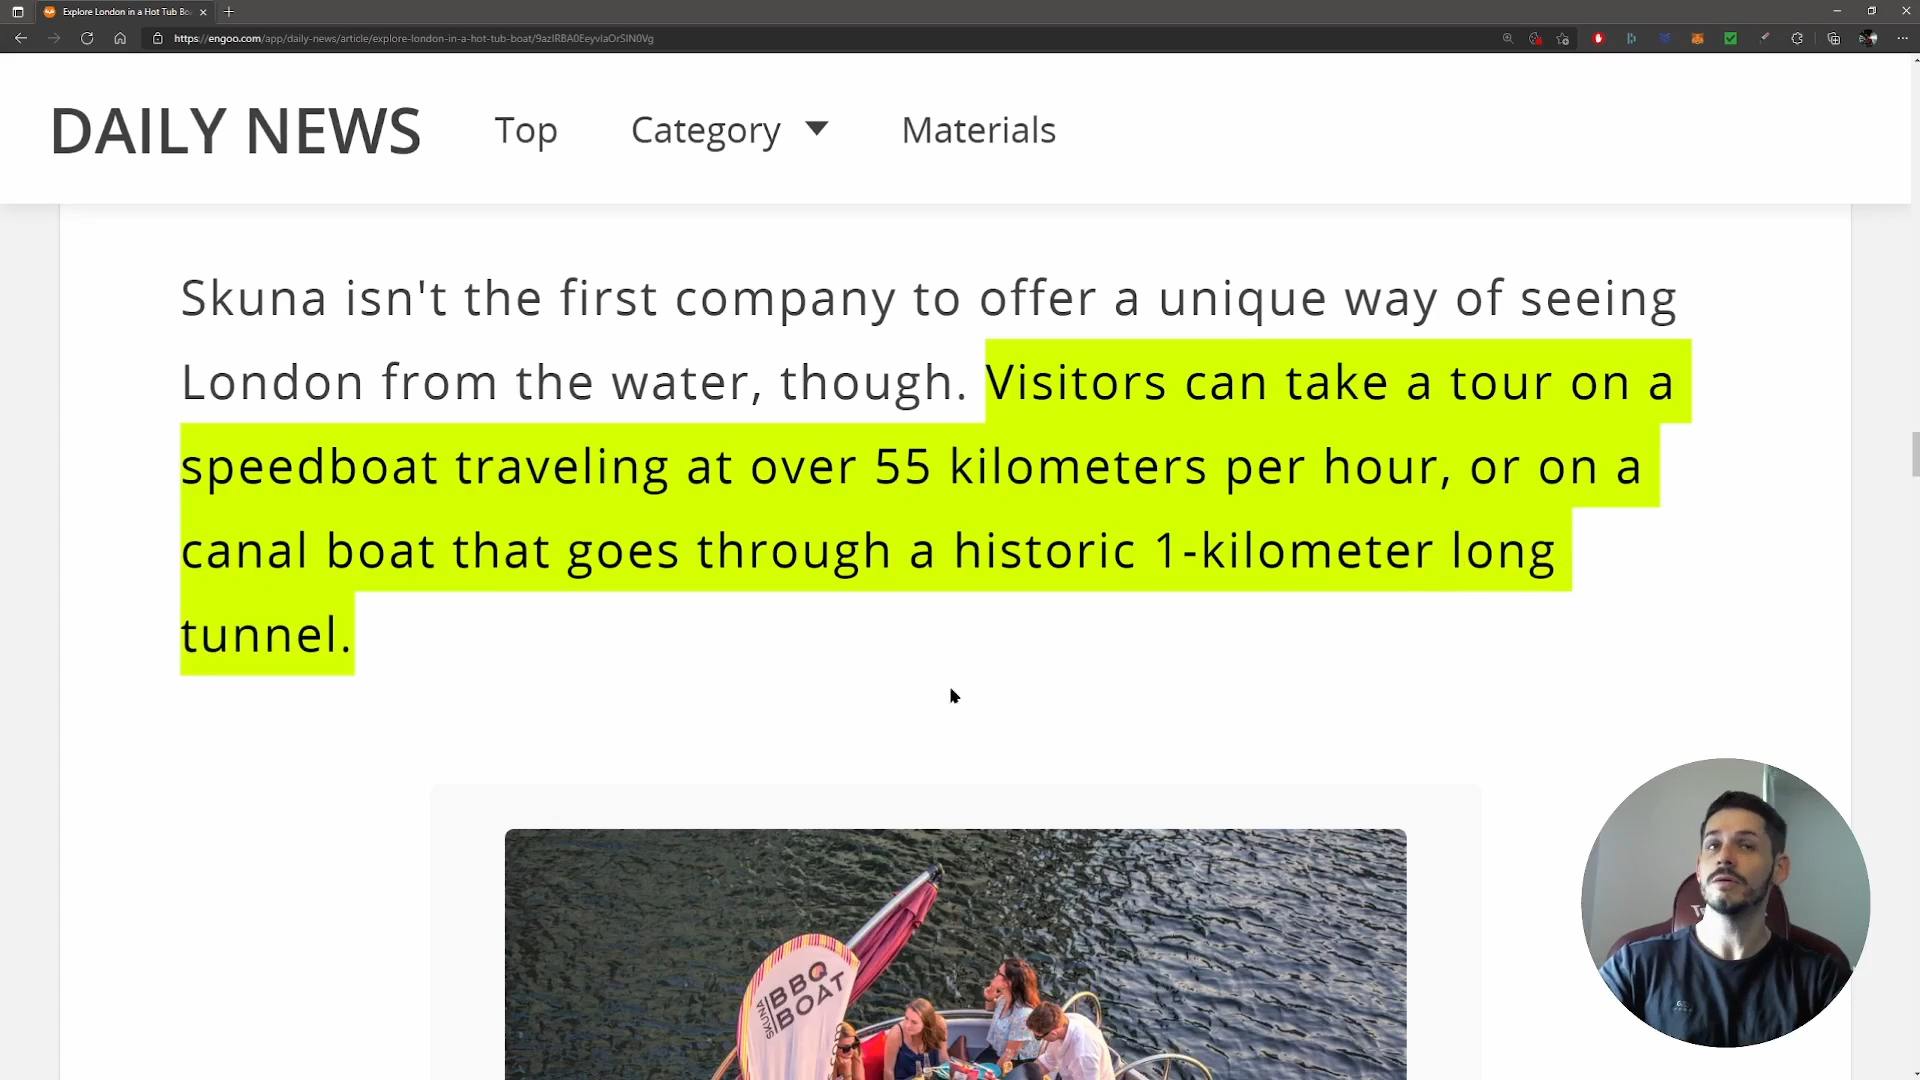 Explore London in a Hot Tub Bo
https://engoo.com/app/daily-news/article/explore-london-in-a-hot-tub-boat/9azIRBA0EeyvIaOrSIN0Vg
DAILY NEWS Top Category Materials
Skuna isn't the first company to offer a unique way of seeing
London from the water, though. Visitors can take a tour on a
speedboat traveling at over 55 kilometers per hour, or on a
canal boat that goes through a historic 1-kilometer long
tunnel.
SKUNA BBQ
BOAT